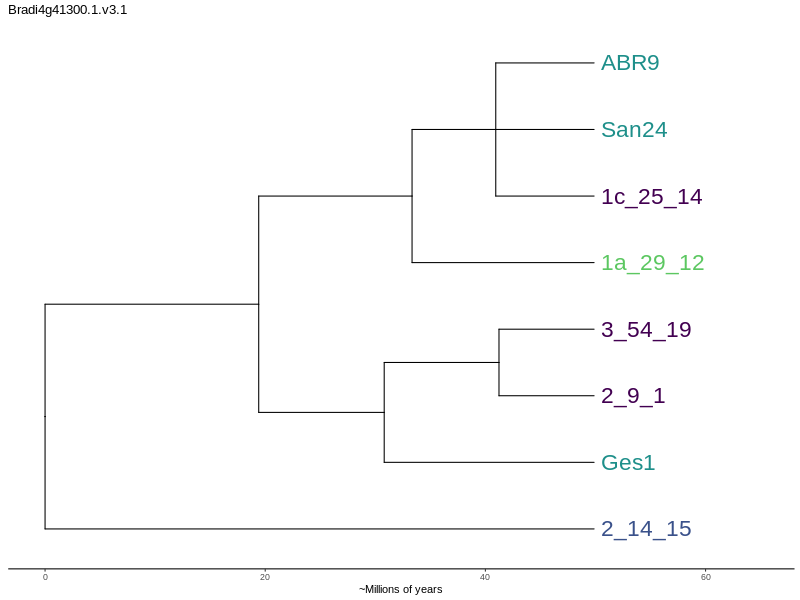 Bradi4g41300.1.v3.1
ABR9
San24
1c_25_14
1a_29_12
3_54_19
2_9_1
Ges1
2_14_15
0 20 40 60
~Millions of years